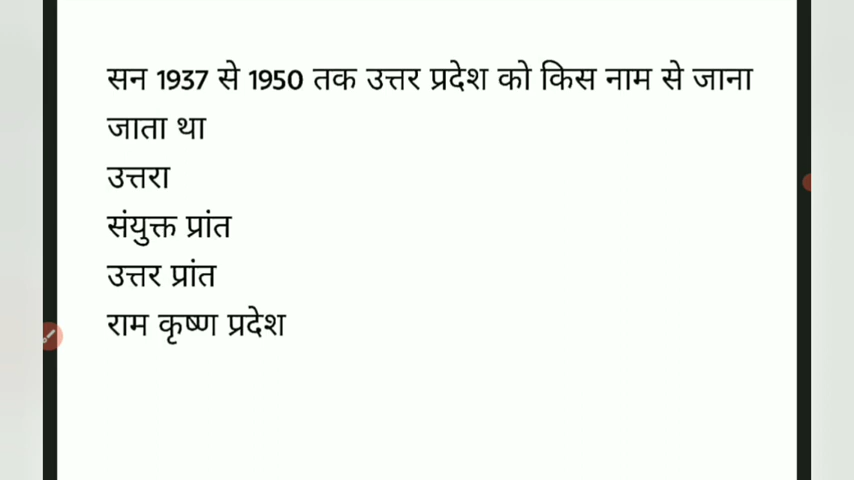 सन 1937 से 1950 तक उत्तर प्रदेश को किस नाम से जाना
जाता था
उत्तरा
संयुक्त प्रांत
उत्तर प्रांत
राम कृष्ण प्रदेश